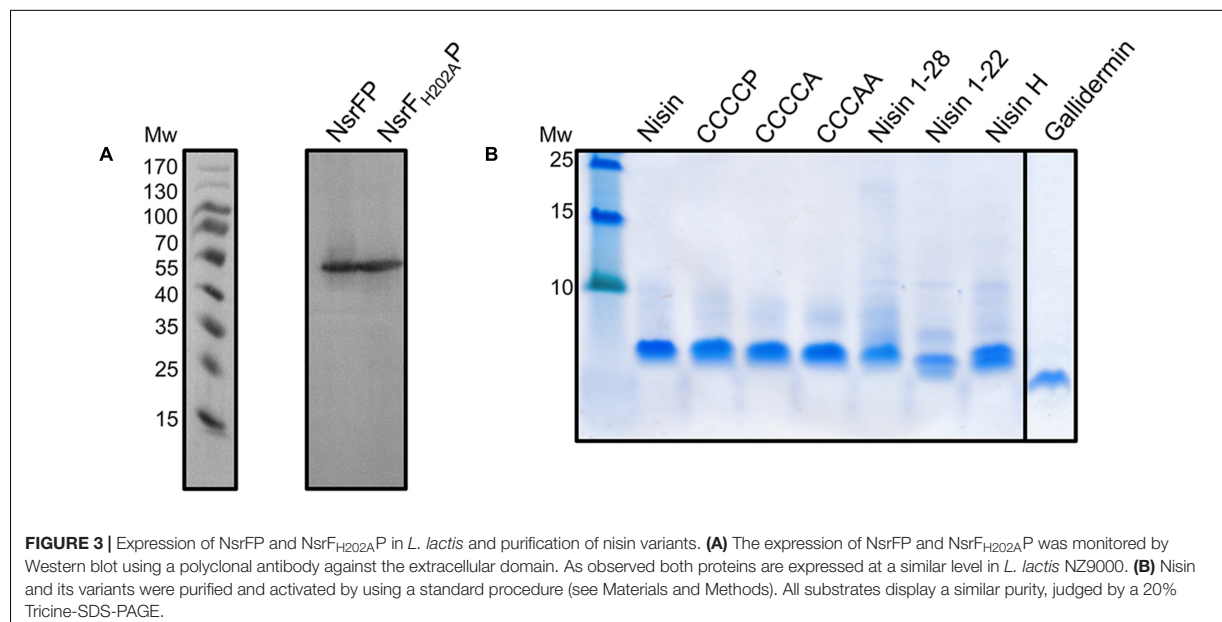 NsrFP
NsrF H202A P
A
Mw
170
130
100
70
55
40
35
25
15
B
Mw
Nisin
CCCCP
CCCCA
CCCAA
Nisin 1-28
Nisin 1-22
Nisin H
Gallidermin
25
15
10
FIGURE 3 | Expression of NsrFP and NsrFH202AP in L. lactis and purification of nisin variants. (A) The expression of NsrFP and NsrFH202AP was monitored by
Western blot using a polyclonal antibody against the extracellular domain. As observed both proteins are expressed at a similar level in L. lactis NZ9000. (B) Nisin
and its variants were purified and activated by using a standard procedure (see Materials and Methods). All substrates display a similar purity, judged by a 20%
Tricine-SDS-PAGE.